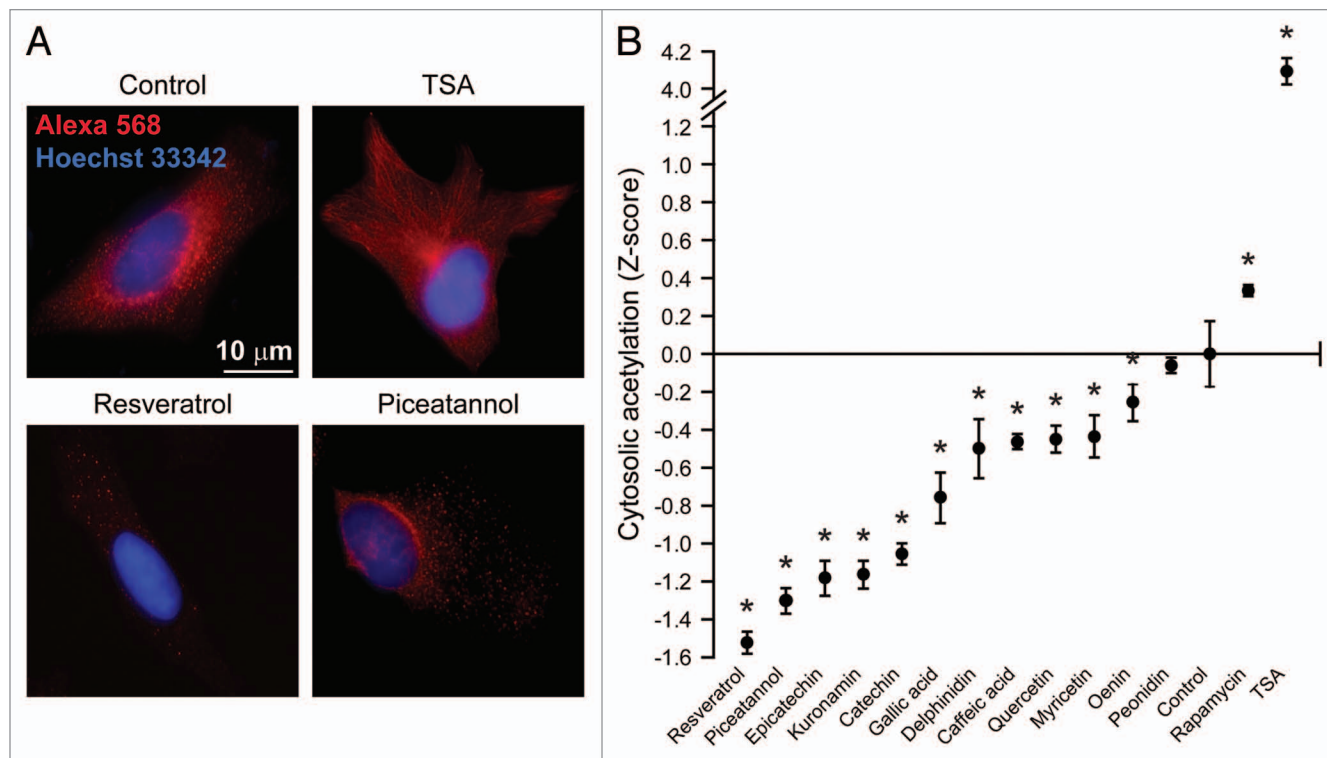 A
Control
TSA
Alexa 568
Hoechst 33342
10 μm
Resveratrol
Piceatannol
B
Cytosolic acetylation (Z-score)
4.2
4.0
1.2
1.0
0.8
0.6
0.4
0.2
0.0
-0.2
-0.4
-0.6
-0.8
-1.0
-1.2
-1.4
-1.6
*
*
*
*
*
*
*
*
*
*
*
*
*
Resveratrol
Piceatannol
Epicatechin
Kuronamin
Catechin
Gallic acid
Delphinidin
Caffeic acid
Quercetin
Myricetin
Oenin
Peonidin
Control
Rapamycin
TSA